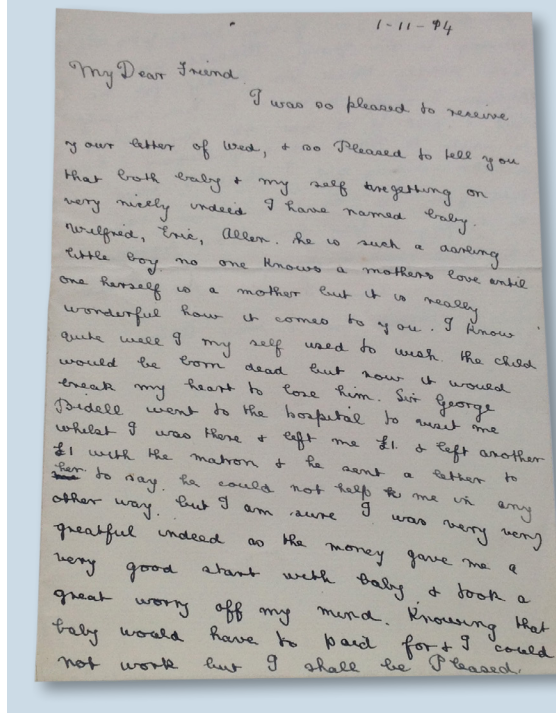 1-11-94
My Dear Friend.
I was so pleased to receive
your letter of Wed, & so Pleased to tell you
that both baby & my self are getting on
very nicely indeed I have named baby.
Wilfred, Eric, Allen. he is such a darling
little boy no one knows a mothers love until
one herself is a mother but it is really
wonderful how it comes to you. I know
quite well I my self used to wish the child
would be born dead but now it would
break my heart to lose him. Sir George
Bidell went to the hospital to visit me
whilst I was there & left me £1. & left another
£1 with the matron & he sent a letter to
her to say he could not help me in any
other way. but I am sure I was very very
greatful indeed as the money gave me a
very good start with baby & took a
great worry off my mind. Knowing that
baby would have to paid for & I could
not work but I shall be Pleased.